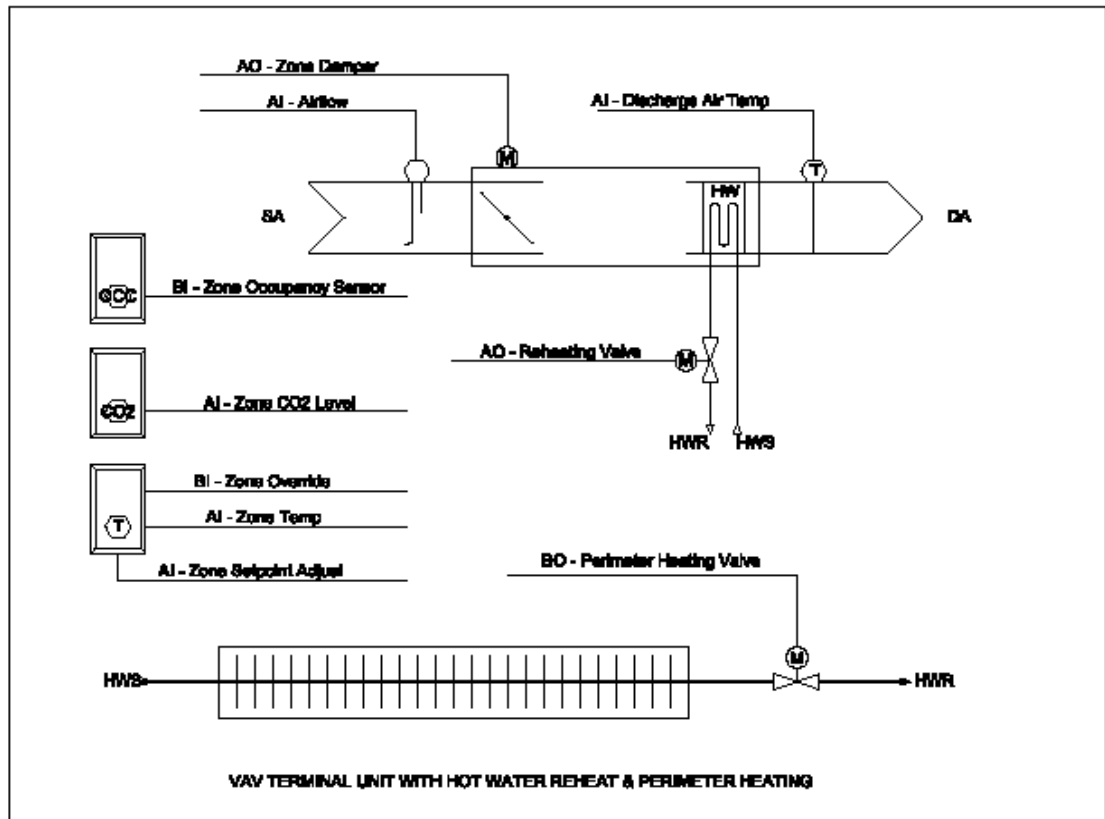 AO - Zone Damper
AI - Airflow
AI - Discharge Air Temp
M
T
HW
SA
DA
OCC
BI - Zone Occupancy Sensor
AO - Reheating Valve
M
CO2
AI - Zone CO2 Level
HWR
HWS
BI - Zone Override
T
AI - Zone Temp
AI - Zone Setpoint Adjust
BO - Perimeter Heating Valve
M
HWS
HWR
VAV TERMINAL UNIT WITH HOT WATER REHEAT & PERIMETER HEATING